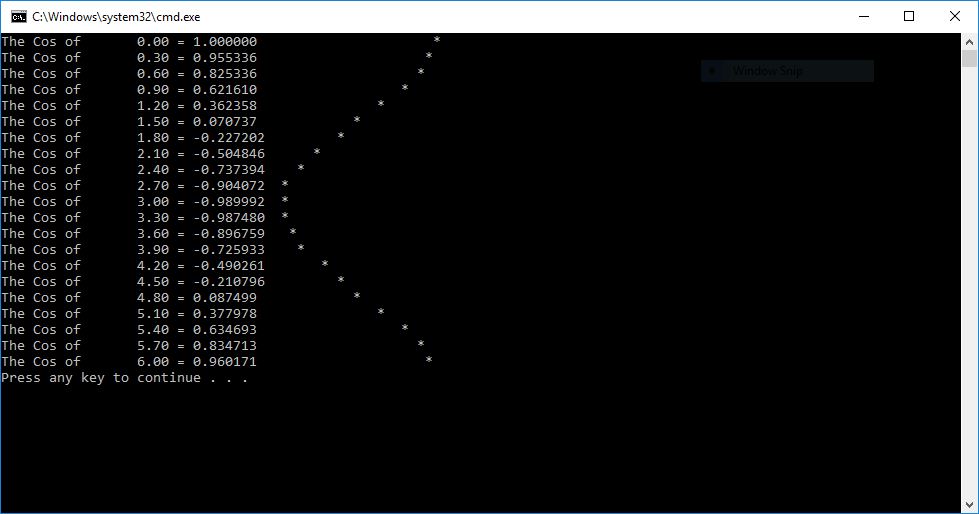 C:\Windows\system32\cmd.exe
The Cos of 0.00 = 1.000000 *
The Cos of 0.30 = 0.955336 *
The Cos of 0.60 = 0.825336 *
The Cos of 0.90 = 0.621610 *
The Cos of 1.20 = 0.362358 *
The Cos of 1.50 = 0.070737 *
The Cos of 1.80 = -0.227202 *
The Cos of 2.10 = -0.504846 *
The Cos of 2.40 = -0.737394 *
The Cos of 2.70 = -0.904072 *
The Cos of 3.00 = -0.989992 *
The Cos of 3.30 = -0.987480 *
The Cos of 3.60 = -0.896759 *
The Cos of 3.90 = -0.725933 *
The Cos of 4.20 = -0.490261 *
The Cos of 4.50 = -0.210796 *
The Cos of 4.80 = 0.087499 *
The Cos of 5.10 = 0.377978 *
The Cos of 5.40 = 0.634693 *
The Cos of 5.70 = 0.834713 *
The Cos of 6.00 = 0.960171 *
Press any key to continue . . .
Window Snip